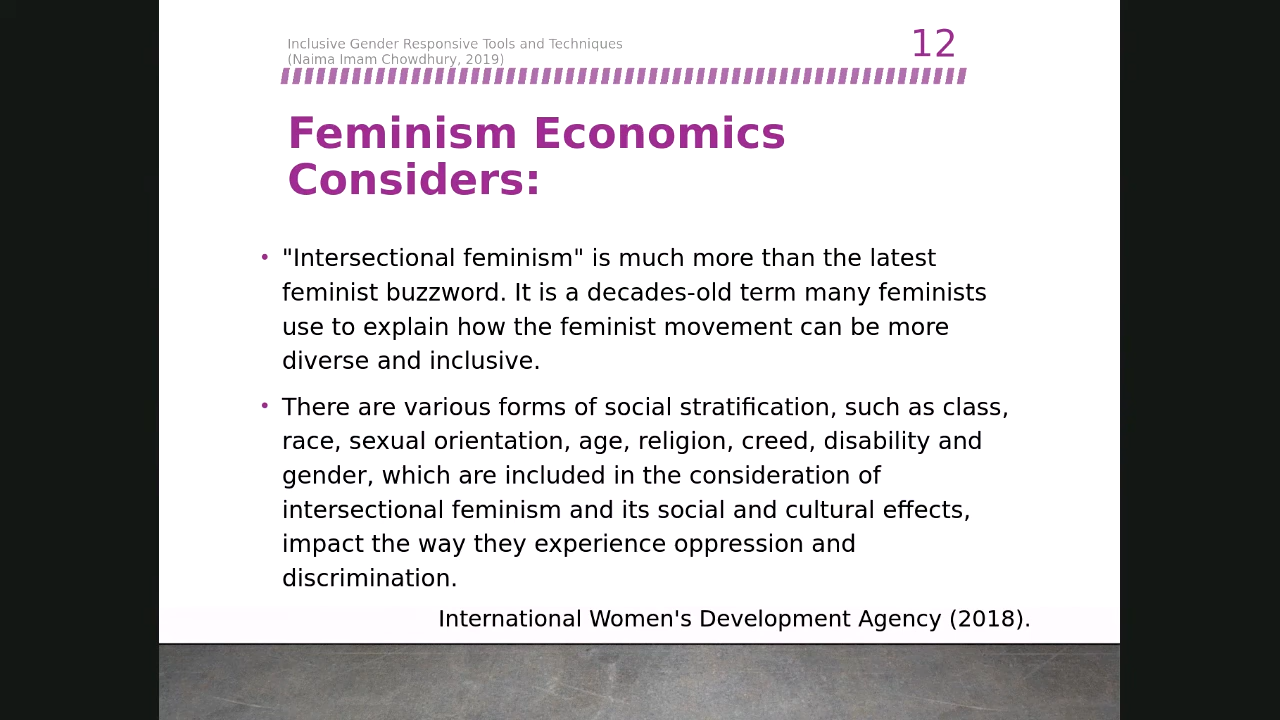 Inclusive Gender Responsive Tools and Techniques
(Naima Imam Chowdhury, 2019)
12
Feminism Economics
Considers:
• "Intersectional feminism" is much more than the latest
feminist buzzword. It is a decades-old term many feminists
use to explain how the feminist movement can be more
diverse and inclusive.
• There are various forms of social stratification, such as class,
race, sexual orientation, age, religion, creed, disability and
gender, which are included in the consideration of
intersectional feminism and its social and cultural effects,
impact the way they experience oppression and
discrimination.
International Women's Development Agency (2018).